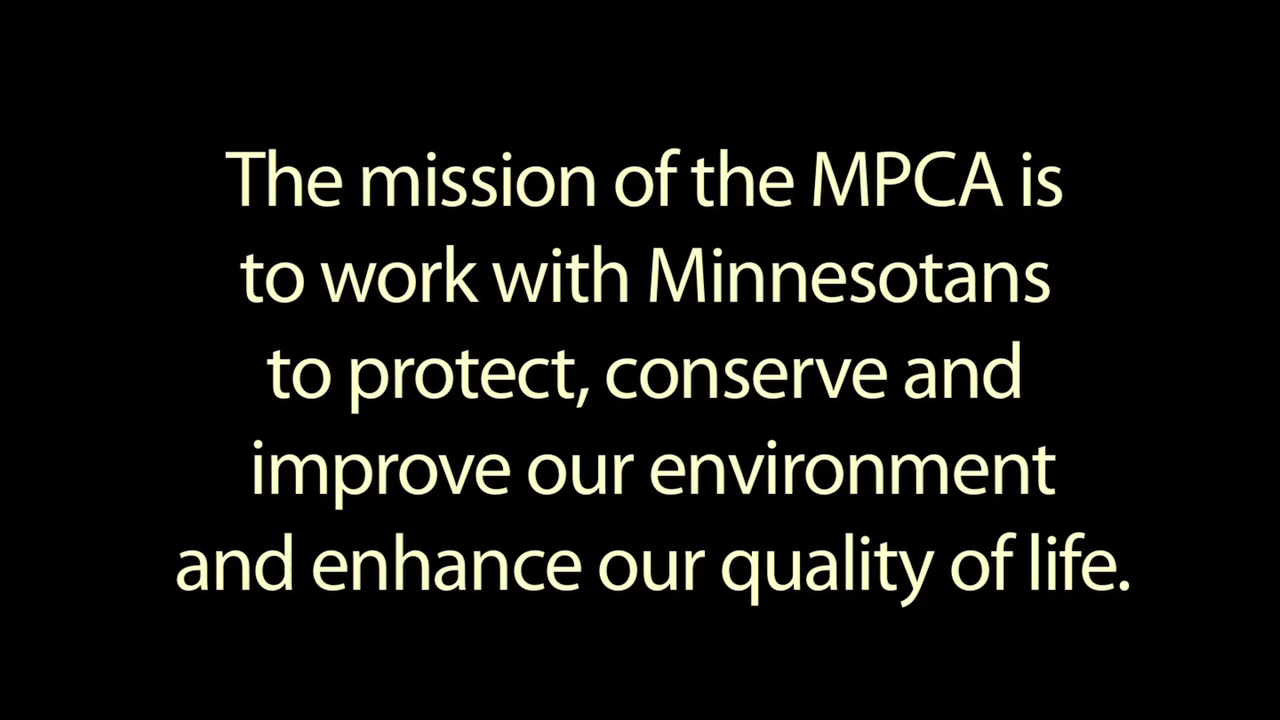 The mission of the MPCA is
to work with Minnesotans
to protect, conserve and
improve our environment
and enhance our quality of life.